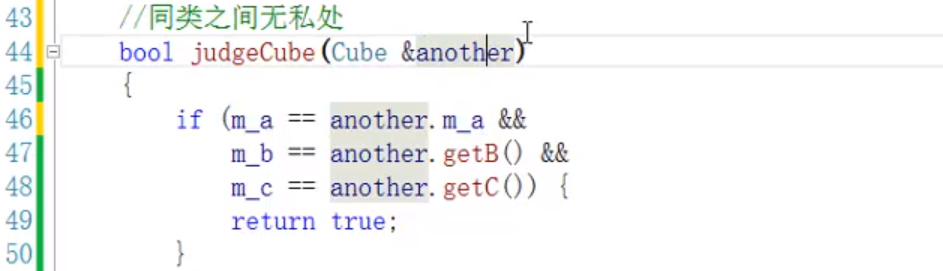 43 //同类之间无私处
44 bool judgeCube(Cube &another)
45 {
46 if (m_a == another.m_a &&
47 m_b == another.getB() &&
48 m_c == another.getC()) {
49 return true;
50 }